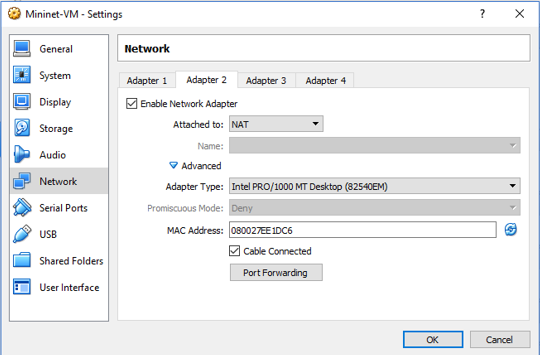 Mininet-VM - Settings
? ×
General
System
Display
Storage
Audio
Network
Serial Ports
USB
Shared Folders
User Interface
Network
Adapter 1 Adapter 2 Adapter 3 Adapter 4
Enable Network Adapter
Attached to: NAT
Name:
Advanced
Adapter Type: Intel PRO/1000 MT Desktop (82540EM)
Promiscuous Mode: Deny
MAC Address: 080027EE1DC6
Cable Connected
Port Forwarding
OK Cancel